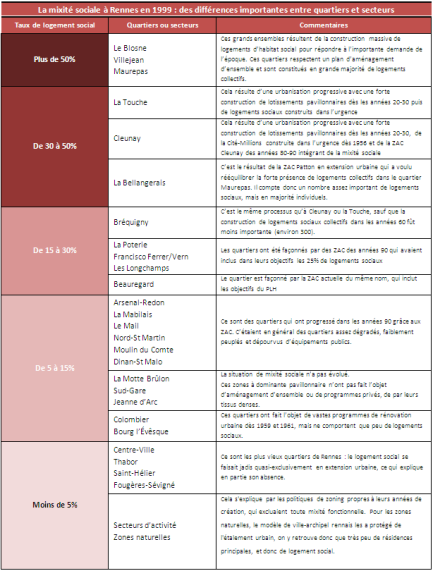 La mixité sociale à Rennes en 1999 : des différences importantes entre quartiers et secteurs
Taux de logement social
Quartiers ou secteurs
Commentaires
Plus de 50%
Le Blosne
Villejean
Maurepas
Ces grands ensembles résultent de la construction massive de
logements d'habitat social pour répondre à l'importante demande de
l'époque. Ces quartiers respectent un plan d'aménagement
d'ensemble et sont constitués en grande majorité de logements
collectifs.
De 30 à 50%
La Touche
Cela résulte d'une urbanisation progressive avec une forte
construction de lotissements pavillonnaires dès les années 20-30 puis
de logements sociaux construits dans l'urgence
Cleunay
Cela résulte d'une urbanisation progressive avec une forte
construction de lotissements pavillonnaires dès les années 20-30, de
la Cité-Millons construite dans l'urgence dès 1956 et de la ZAC
Cleunay des années 80-90 intégrant de la mixité sociale
La Bellangerais
C'est le résultat de la ZAC Patton en extension urbaine qui a voulu
rééquilibrer la forte présence de logements collectifs dans le quartier
Maurepas. Il compte donc un nombre assez important de logements
sociaux, mais en majorité individuels.
De 15 à 30%
Bréquigny
C'est le même processus qu'à Cleunay ou la Touche, sauf que la
construction de logements sociaux collectifs dans les années 60 fût
moins importante (environ 300).
La Poterie
Francisco Ferrer/Vern
Les Longchamps
Les quartiers ont été façonnés par des ZAC des années 90 qui avaient
inclus dans leurs objectifs les 25% de logements sociaux
Beauregard
Le quartier est façonné par la ZAC actuelle du même nom, qui inclut
les objectifs du PLH
De 5 à 15%
Arsenal-Redon
La Mabilais
Le Mail
Nord-St Martin
Moulin du Comte
Dinan-St Malo
Ce sont des quartiers qui ont progressé dans les années 90 grâce aux
ZAC. C'étaient en général des quartiers assez dégradés, faiblement
peuplés et dépourvus d'équipements publics.
La Motte Brûlon
Sud-Gare
Jeanne d'Arc
La situation de mixité sociale n'a pas évolué.
Ces zones à dominante pavillonnaire n'ont pas fait l'objet
d'aménagement d'ensemble ou de programmes privés, de par leurs
tissus denses.
Colombier
Bourg l'Évêsque
Ces quartiers ont fait l'objet de vastes programmes de rénovation
urbaine dès 1959 et 1961, mais ne comportent que peu de logements
sociaux.
Moins de 5%
Centre-Ville
Thabor
Saint-Hélier
Fougères-Sévigné
Ce sont les plus vieux quartiers de Rennes : le logement social se
faisait jadis quasi-exclusivement en extension urbaine, ce qui explique
en partie son absence.
Secteurs d'activité
Zones naturelles
Cela s'explique par les politiques de zoning propres à leurs années de
création, qui excluaient toute mixité fonctionnelle. Pour les zones
naturelles, le modèle de ville-archipel rennais les a protégé de
l'étalement urbain, on y retrouve donc que très peu de résidences
principales, et donc de logement social.